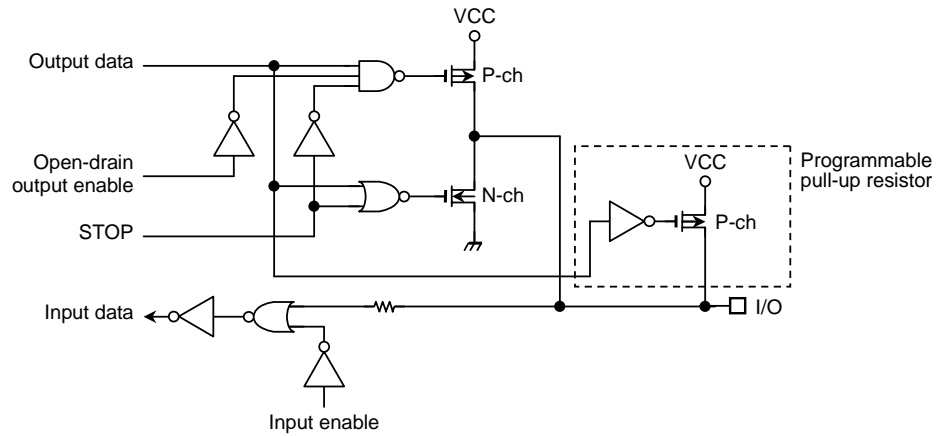 VCC
Output data
P-ch
Open-drain
output enable
VCC
Programmable
pull-up resistor
N-ch
P-ch
STOP
Input data
I/O
Input enable